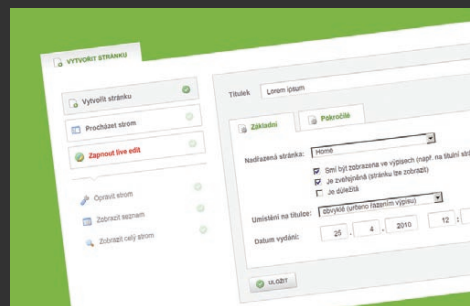 VYTVOŘIT STRÁNKU
Vytvořit stránku
Procházet strom
Zapnout live edit
Opravit strom
Zobrazit seznam
Zobrazit celý strom
Titulek Lorem ipsum
Základní Pokročilé
Nadřazená stránka: Home
Smí být zobrazena ve výpisech (např. na titulní
Je zveřejněná (stránku lze zobrazit)
Je důležitá
Umístění na titulce: obvyklé (určeno řazením výpisu)
Datum vydání: 25 . 4 . 2010 12 :
ULOŽIT